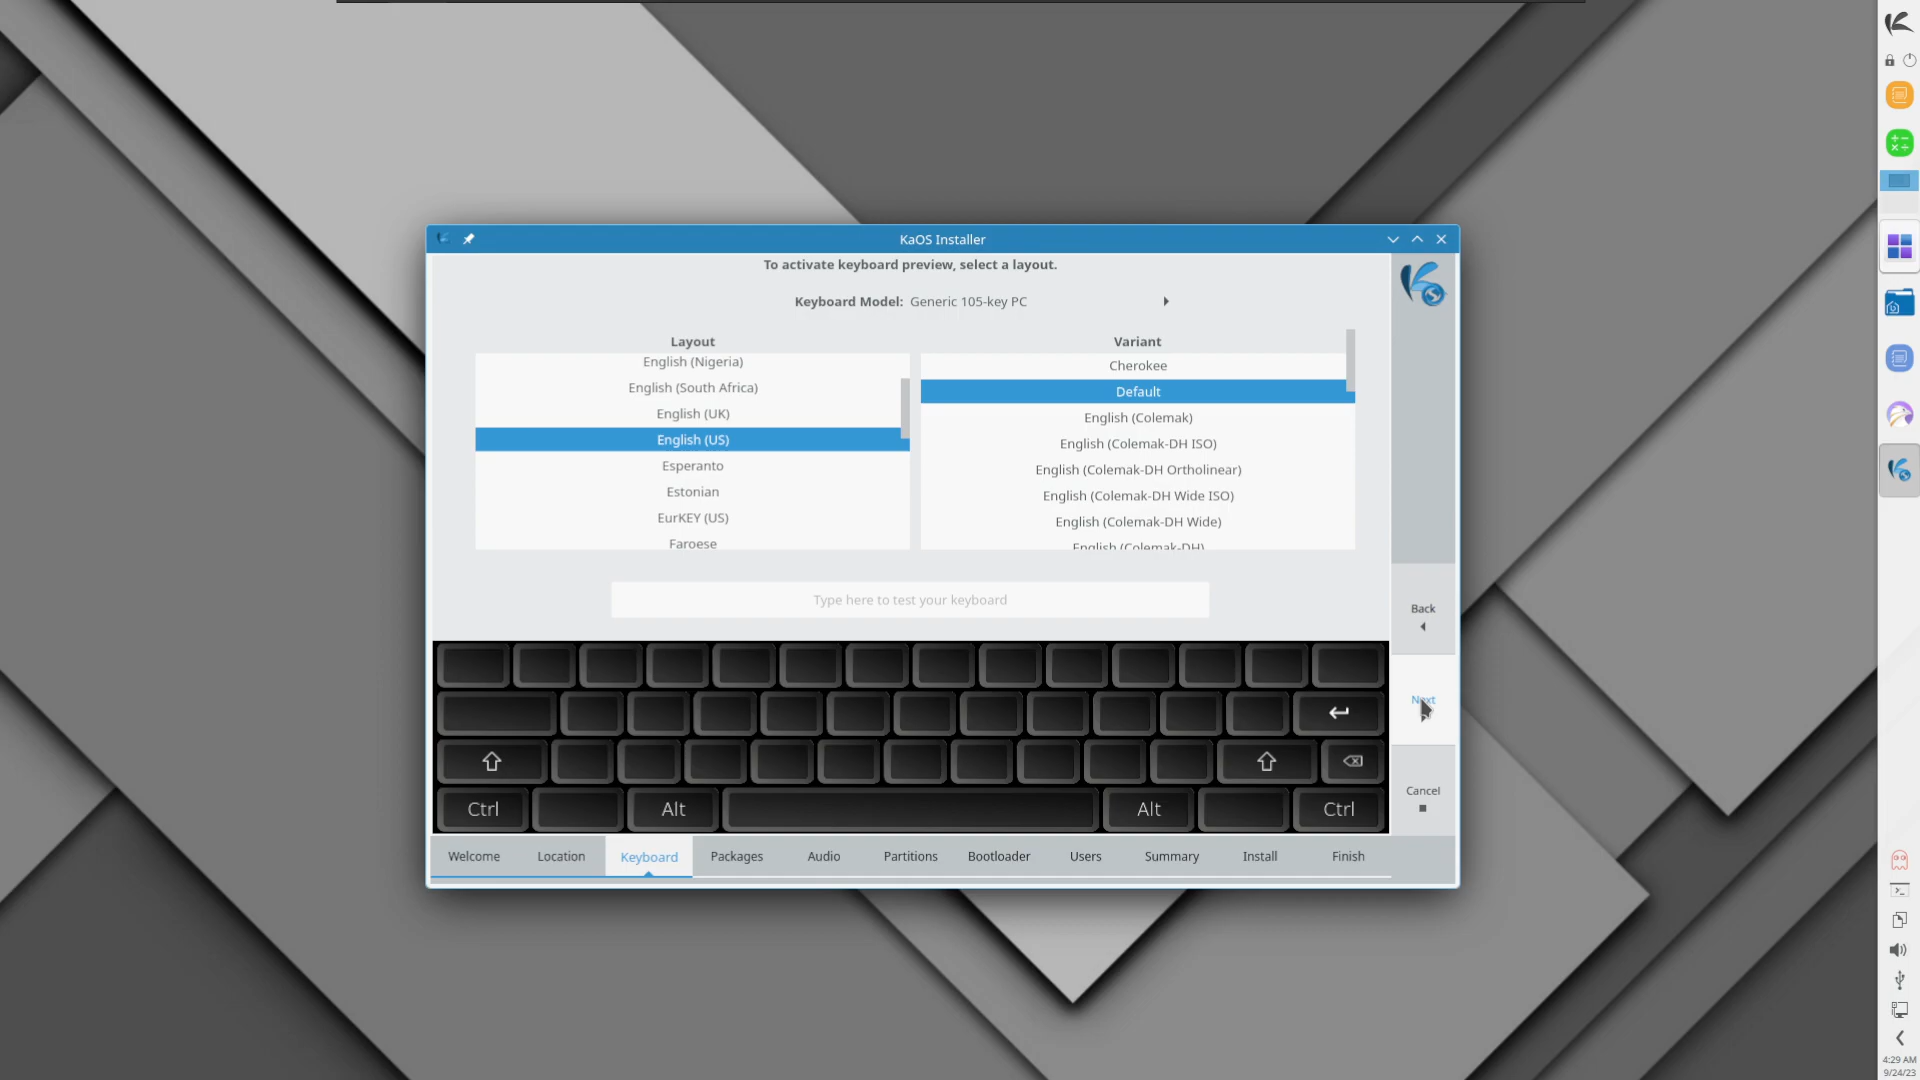 KaOS Installer
To activate keyboard preview, select a layout.
Keyboard Model: Generic 105-key PC
Layout
English (Nigeria)
English (South Africa)
English (UK)
English (US)
Esperanto
Estonian
EurKEY (US)
Faroese
Variant
Cherokee
Default
English (Colemak)
English (Colemak-DH ISO)
English (Colemak-DH Ortholinear)
English (Colemak-DH Wide ISO)
English (Colemak-DH Wide)
English (Colemak-DH)
Type here to test your keyboard
Back
Next
Cancel
Ctrl
Alt
Alt
Ctrl
Welcome
Location
Keyboard
Packages
Audio
Partitions
Bootloader
Users
Summary
Install
Finish
4:29 AM
9/24/23